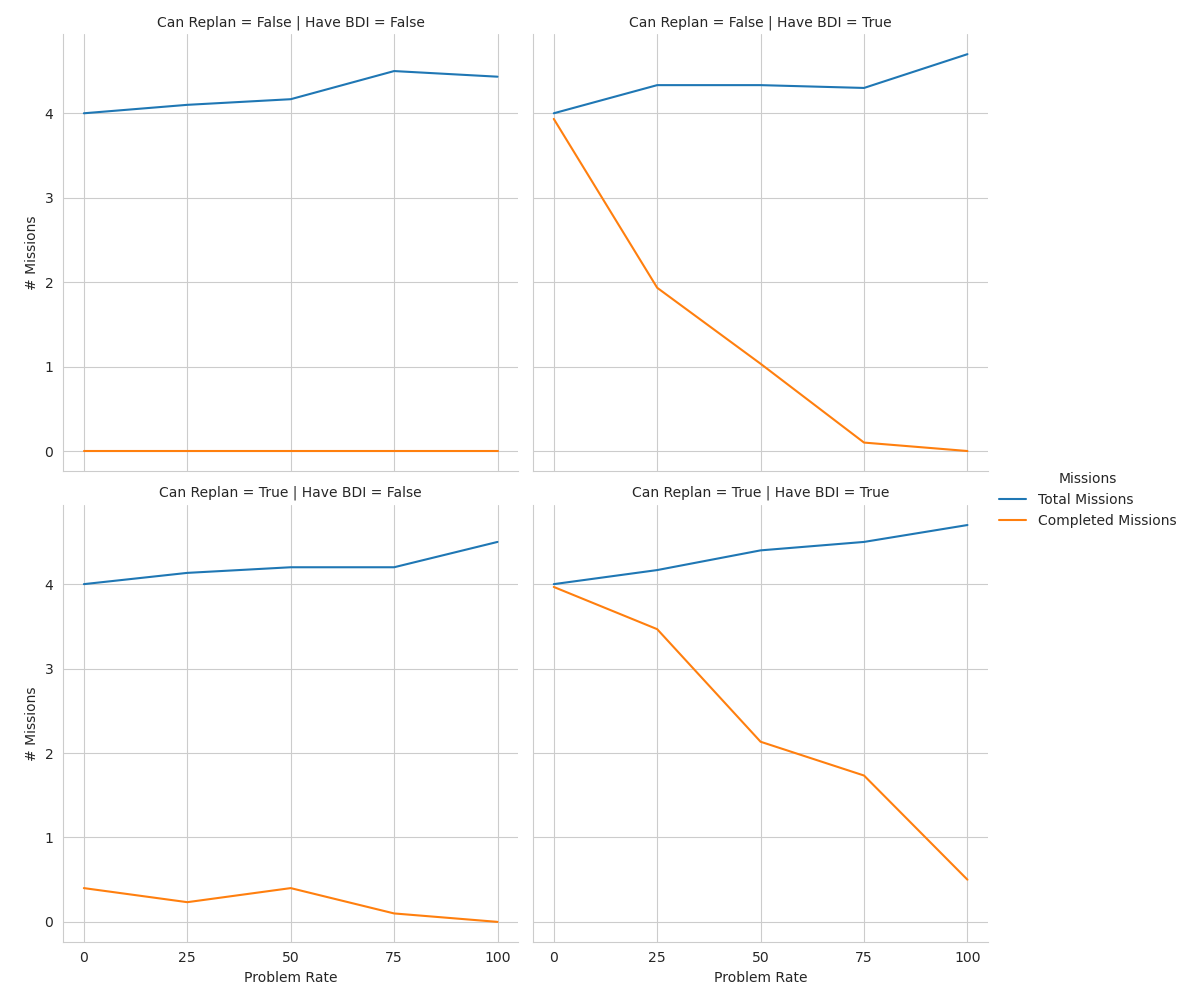 Can Replan = False | Have BDI = False
Can Replan = False | Have BDI = True
4
3
2
1
0
# Missions
Can Replan = True | Have BDI = False
Can Replan = True | Have BDI = True
4
3
2
1
0
# Missions
0 25 50 75 100
0 25 50 75 100
Problem Rate
Problem Rate
Missions
Total Missions
Completed Missions